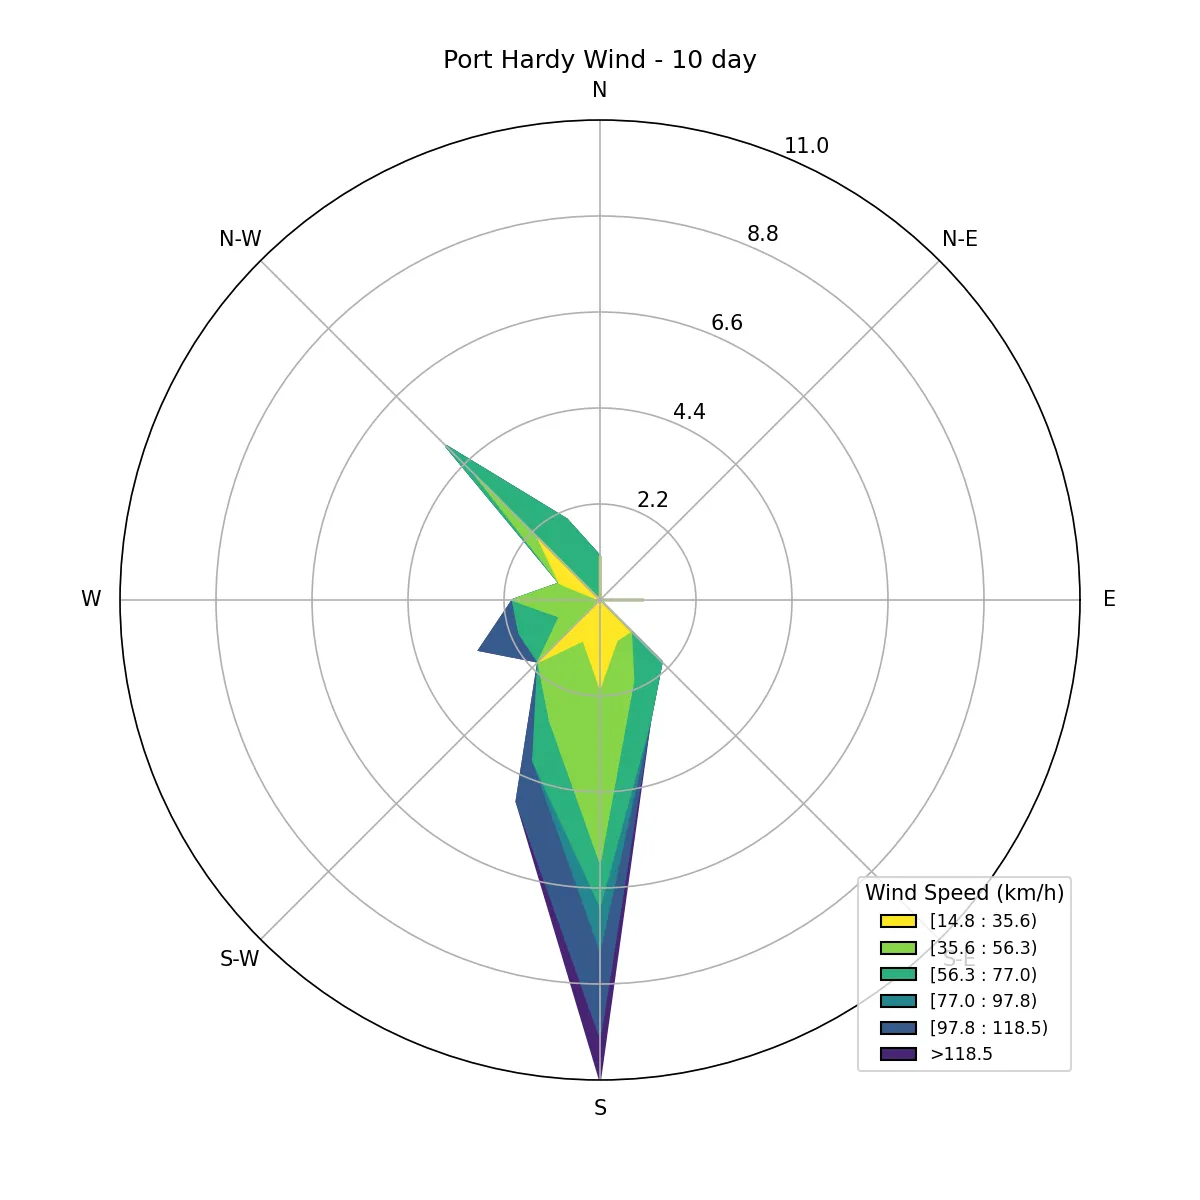 Port Hardy Wind - 10 day
N
11.0
N-W
8.8
N-E
6.6
4.4
2.2
W
E
Wind Speed (km/h)
[14.8 : 35.6)
[35.6 : 56.3)
S-W
S-E
[56.3 : 77.0)
[77.0 : 97.8)
[97.8 : 118.5)
>118.5
S